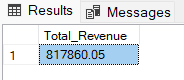 Results Messages
Total_Revenue
1 817860.05